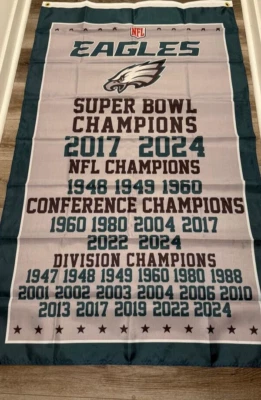 NFL
EAGLES
SUPER BOWL
CHAMPIONS
2017 2024
NFL CHAMPIONS
1948 1949 1960
CONFERENCE CHAMPIONS
1960 1980 2004 2017
2022 2024
DIVISION CHAMPIONS
1947 1948 1949 1960 1980 1988
2001 2002 2003 2004 2006 2010
2013 2017 2019 2022 2024